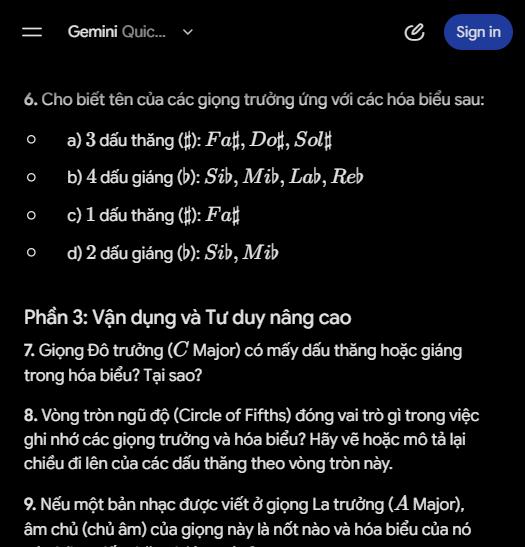 Gemini Quic...
Sign in
6. Cho biết tên của các giọng trưởng ứng với các hóa biểu sau:
a) 3 dấu thăng (♯): Fa♯, Do♯, Sol♯
b) 4 dấu giáng (♭): Si♭, Mi♭, La♭, Re♭
c) 1 dấu thăng (♯): Fa♯
d) 2 dấu giáng (♭): Si♭, Mi♭
Phần 3: Vận dụng và Tư duy nâng cao
7. Giọng Đô trưởng (C Major) có mấy dấu thăng hoặc giáng
trong hóa biểu? Tại sao?
8. Vòng tròn ngũ độ (Circle of Fifths) đóng vai trò gì trong việc
ghi nhớ các giọng trưởng và hóa biểu? Hãy vẽ hoặc mô tả lại
chiều đi lên của các dấu thăng theo vòng tròn này.
9. Nếu một bản nhạc được viết ở giọng La trưởng (A Major),
âm chủ (chủ âm) của giọng này là nốt nào và hóa biểu của nó